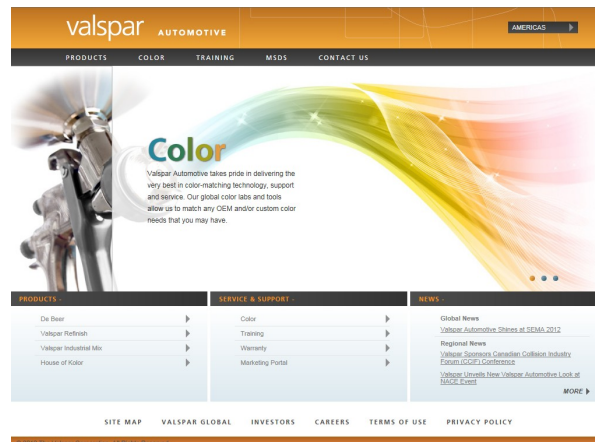 valspar AUTOMOTIVE
AMERICAS
PRODUCTS COLOR TRAINING MSDS CONTACT US
Color
Valspar Automotive takes pride in delivering the
very best in color-matching technology, support
and service. Our global color labs and tools
allow us to match any OEM and/or custom color
needs that you may have.
PRODUCTS
De Beer
Valspar Refinish
Valspar Industrial Mix
House of Kolor
SERVICE & SUPPORT
Color
Training
Warranty
Marketing Portal
NEWS
Global News
Valspar Automotive Shines at SEMA 2012
Regional News
Valspar Sponsors Canadian Collision Industry
Forum (CCIF) Conference
Valspar Unveils New Valspar Automotive Look at
NACE Event
MORE
SITE MAP VALSPAR GLOBAL INVESTORS CAREERS TERMS OF USE PRIVACY POLICY